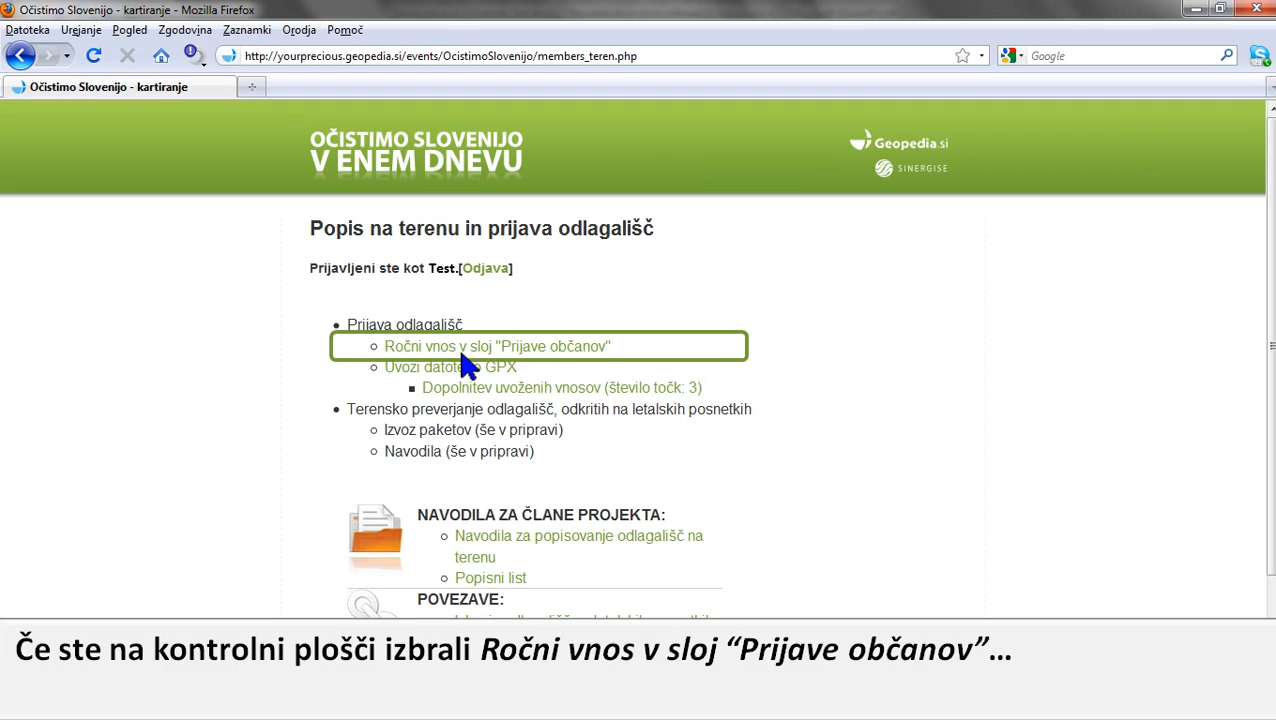 Očistimo Slovenijo - kartiranje - Mozilla Firefox
Datoteka Urejanje Pogled Zgodovina Zaznamki Orodja Pomoč
http://yourprecious.geopedia.si/events/OcistimoSlovenijo/members_teren.php
Google
Očistimo Slovenijo - kartiranje
OČISTIMO SLOVENIJO
V ENEM DNEVU
Geopedia.si
SINERGISE
Popis na terenu in prijava odlagališč
Prijavljeni ste kot Test.[Odjava]
Prijava odlagališč
Ročni vnos v sloj "Prijave občanov"
Uvozi GPX
Dopolnitev uvoženih vnosov (število točk: 3)
Terensko preverjanje odlagališč, odkritih na letalskih posnetkih
Izvoz paketov (še v pripravi)
Navodila (še v pripravi)
NAVODILA ZA ČLANE PROJEKTA:
Navodila za popisovanje odlagališč na
terenu
Popisni list
POVEZAVE:
Če ste na kontrolni plošči izbrali Ročni vnos v sloj “Prijave občanov”...